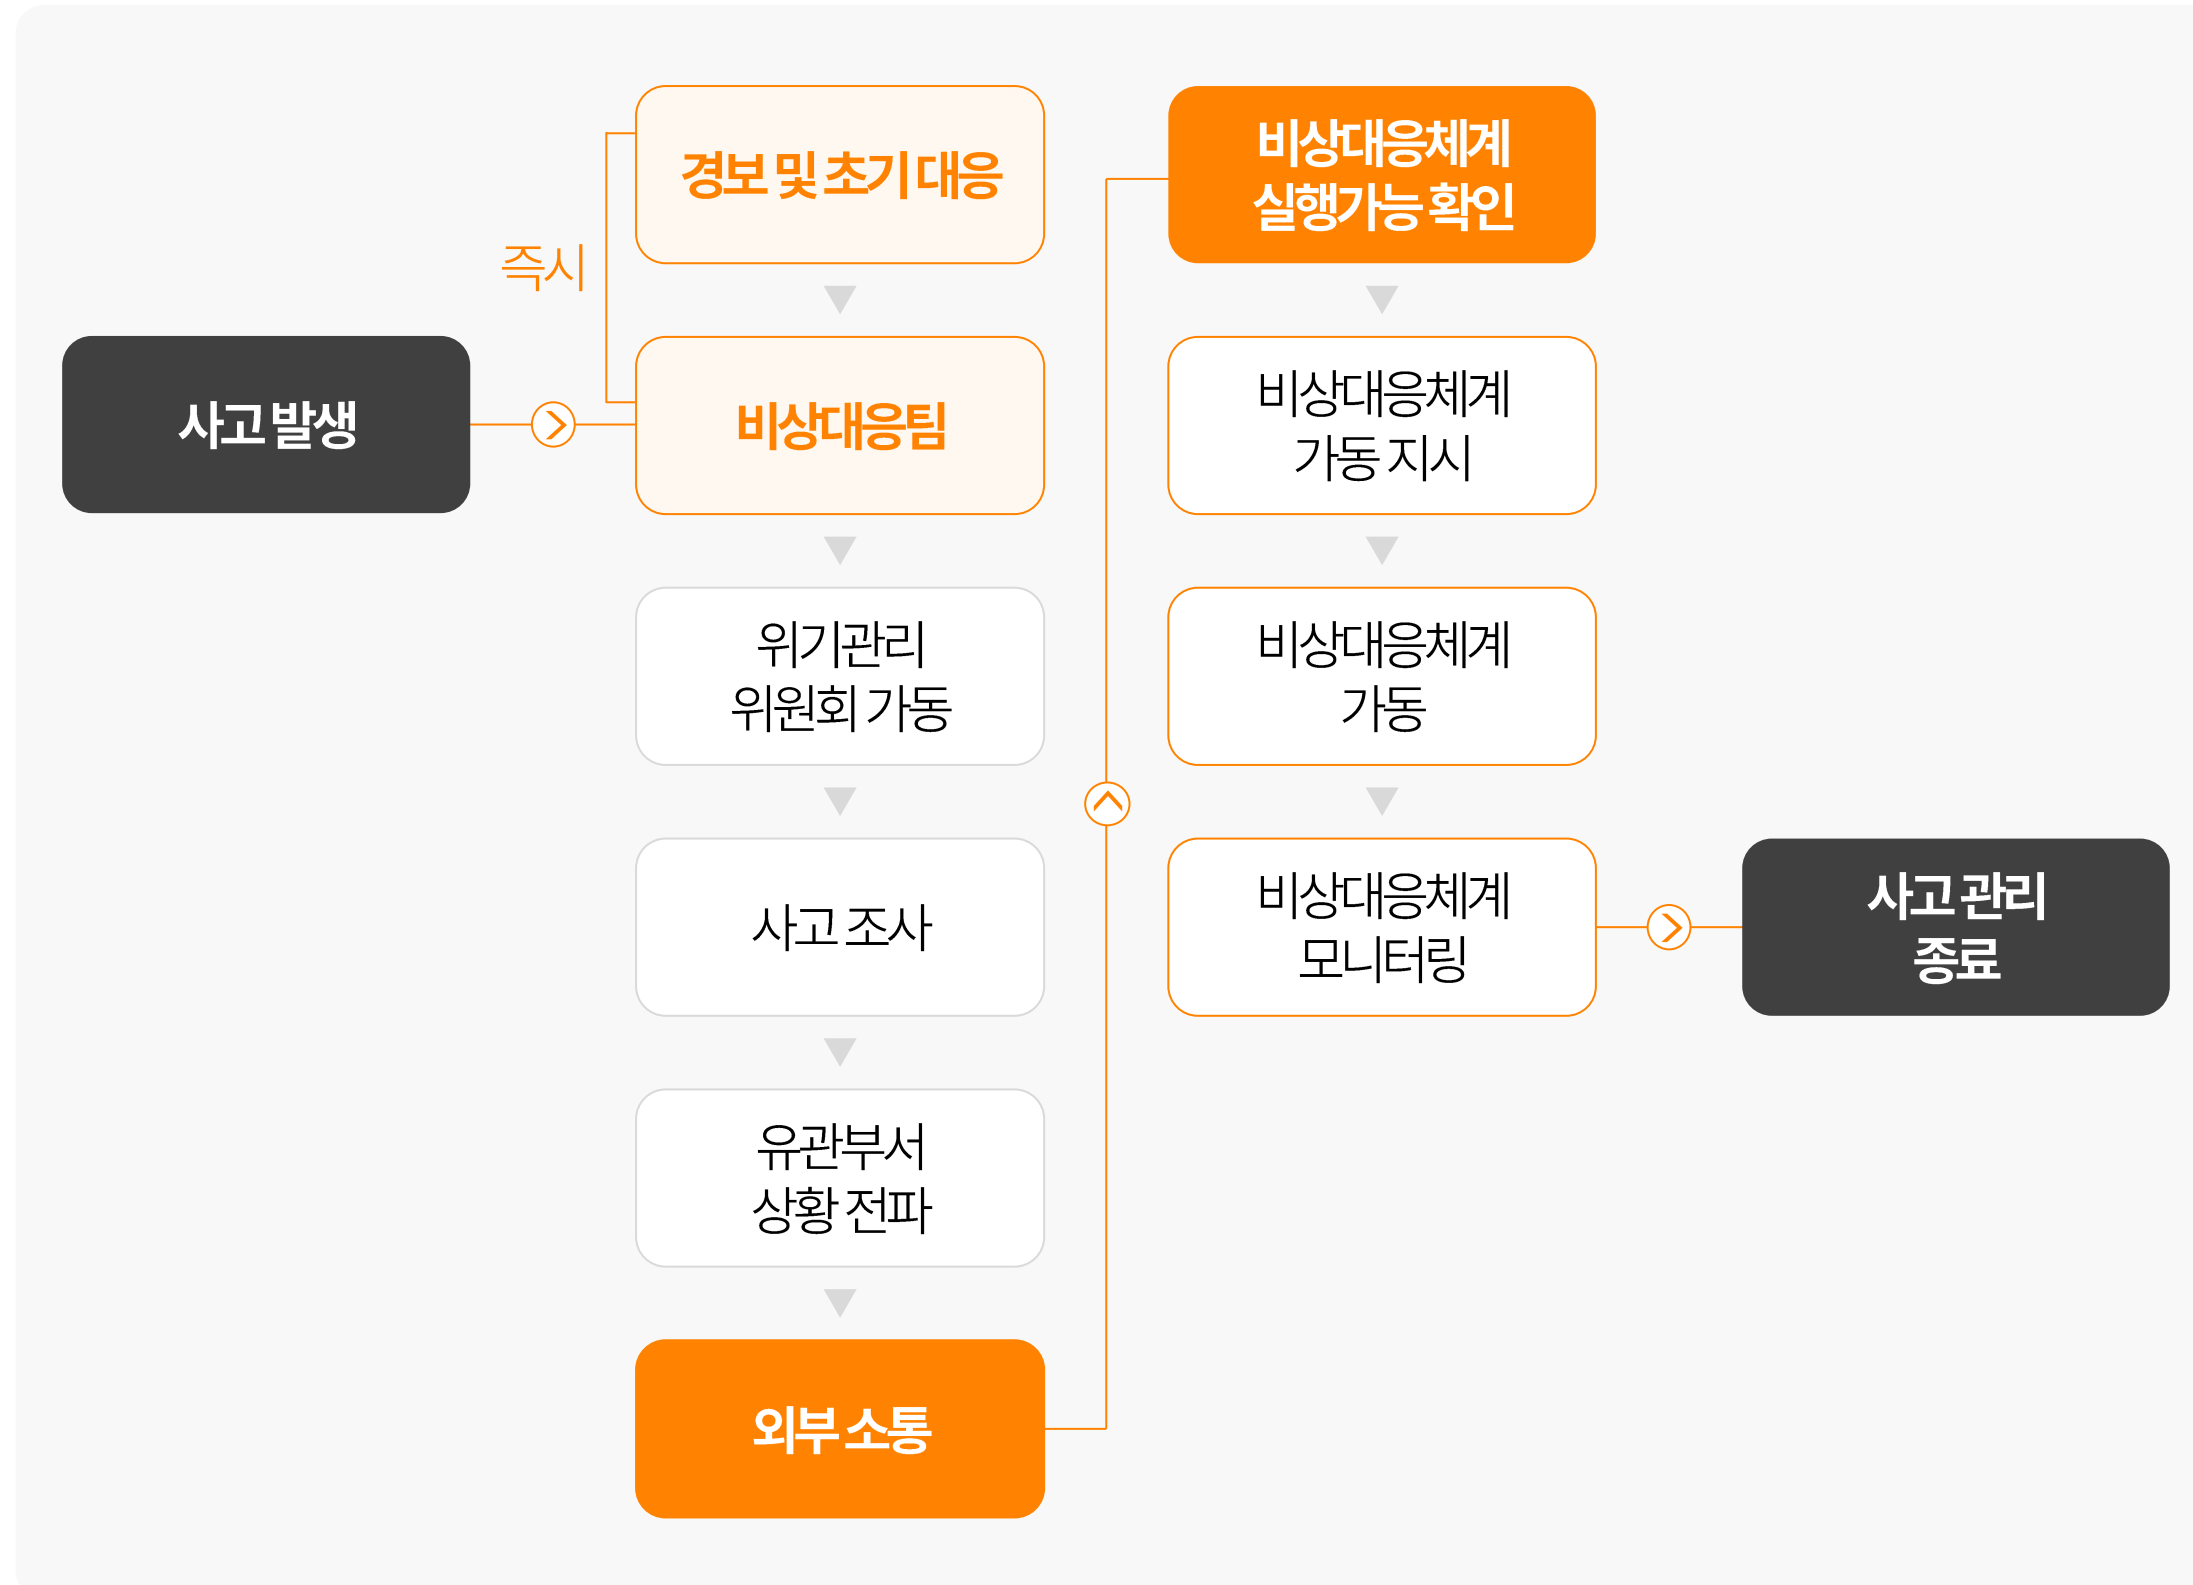 사고 발생
즉시
경보 및 초기 대응
비상대응팀
위기관리
위원회 가동
사고 조사
유관부서
상황 전파
외부 소통
비상대응체계
실행가능 확인
비상대응체계
가동 지시
비상대응체계
가동
비상대응체계
모니터링
사고 관리
종료